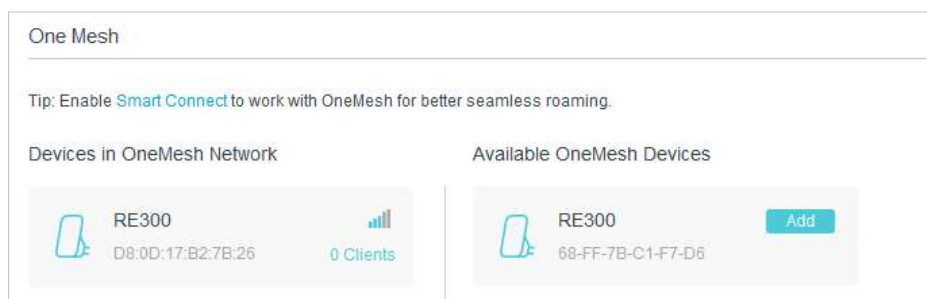 One Mesh
Tip: Enable Smart Connect to work with OneMesh for better seamless roaming.
Devices in OneMesh Network
RE300
D8:0D:17:B2:7B:26
0 Clients
Available OneMesh Devices
RE300
68-FF-7B-C1-F7-D6
Add